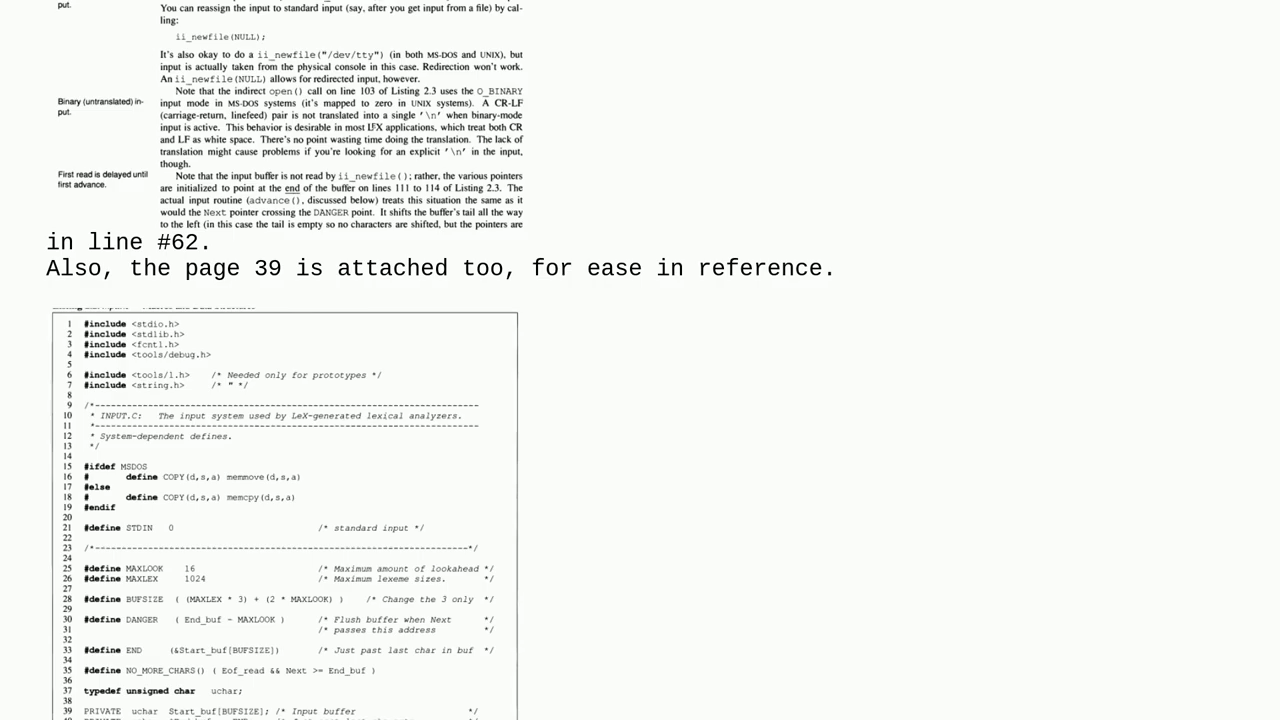 put.
You can reassign the input to standard input (say, after you get input from a file) by cal-
ling:
ii_newfile(NULL);
It's also okay to do a ii_newfile("/dev/tty") (in both MS-DOS and UNIX), but
input is actually taken from the physical console in this case. Redirection won't work.
An ii_newfile(NULL) allows for redirected input, however.
Binary (untranslated) in-
put.
Note that the indirect open() call on line 103 of Listing 2.3 uses the O_BINARY
input mode in MS-DOS systems (it's mapped to zero in UNIX systems). A CR-LF
(carriage-return, linefeed) pair is not translated into a single '\n' when binary-mode
input is active. This behavior is desirable in most LEX applications, which treat both CR
and LF as white space. There's no point wasting time doing the translation. The lack of
translation might cause problems if you're looking for an explicit '\n' in the input,
though.
First read is delayed until
first advance.
Note that the input buffer is not read by ii_newfile(); rather, the various pointers
are initialized to point at the end of the buffer on lines 111 to 114 of Listing 2.3. The
actual input routine (advance(), discussed below) treats this situation the same as it
would the Next pointer crossing the DANGER point. It shifts the buffer's tail all the way
to the left (in this case the tail is empty so no characters are shifted, but the pointers are
in line #62.
Also, the page 39 is attached too, for ease in reference.
1 #include <stdio.h>
2 #include <stdlib.h>
3 #include <fcntl.h>
4 #include <tools/debug.h>
5
6 #include <tools/l.h> /* Needed only for prototypes */
7 #include <string.h> /* " */
8
9 /*------------------------------------------------------------------------
10 * INPUT.C: The input system used by LeX-generated lexical analyzers.
11 *------------------------------------------------------------------------
12 * System-dependent defines.
13 */
14
15 #ifdef MSDOS
16 # define COPY(d,s,a) memmove(d,s,a)
17 #else
18 # define COPY(d,s,a) memcpy(d,s,a)
19 #endif
20
21 #define STDIN 0 /* standard input */
22
23 /*----------------------------------------------------------------------*/
24
25 #define MAXLOOK 16 /* Maximum amount of lookahead */
26 #define MAXLEX 1024 /* Maximum lexeme sizes. */
27
28 #define BUFSIZE ( (MAXLEX * 3) + (2 * MAXLOOK) ) /* Change the 3 only */
29
30 #define DANGER ( End_buf - MAXLOOK ) /* Flush buffer when Next */
31 /* passes this address */
32
33 #define END (&Start_buf[BUFSIZE]) /* Just past last char in buf */
34
35 #define NO_MORE_CHARS() ( Eof_read && Next >= End_buf )
36
37 typedef unsigned char uchar;
38
39 PRIVATE uchar Start_buf[BUFSIZE]; /* Input buffer */